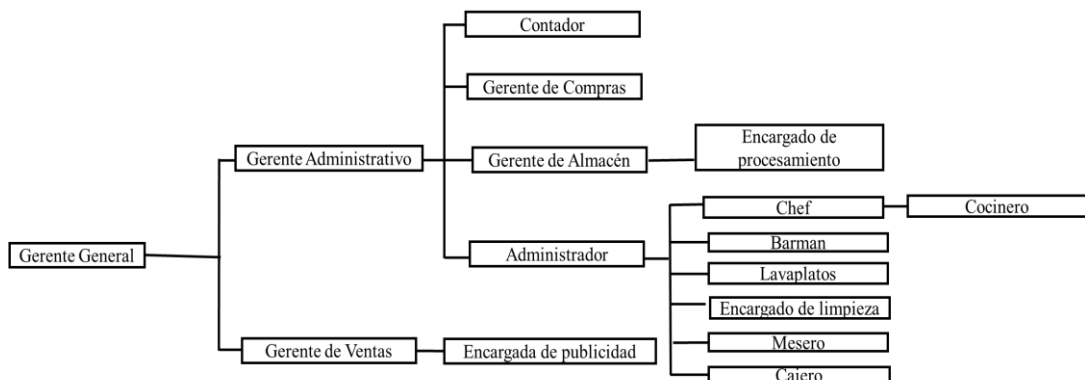 Contador
Gerente de Compras
Gerente Administrativo
Gerente de Almacén
Encargado de
procesamiento
Chef
Cocinero
Gerente General
Administrador
Barman
Lavaplatos
Encargado de limpieza
Gerente de Ventas
Encargada de publicidad
Mesero
Cajero